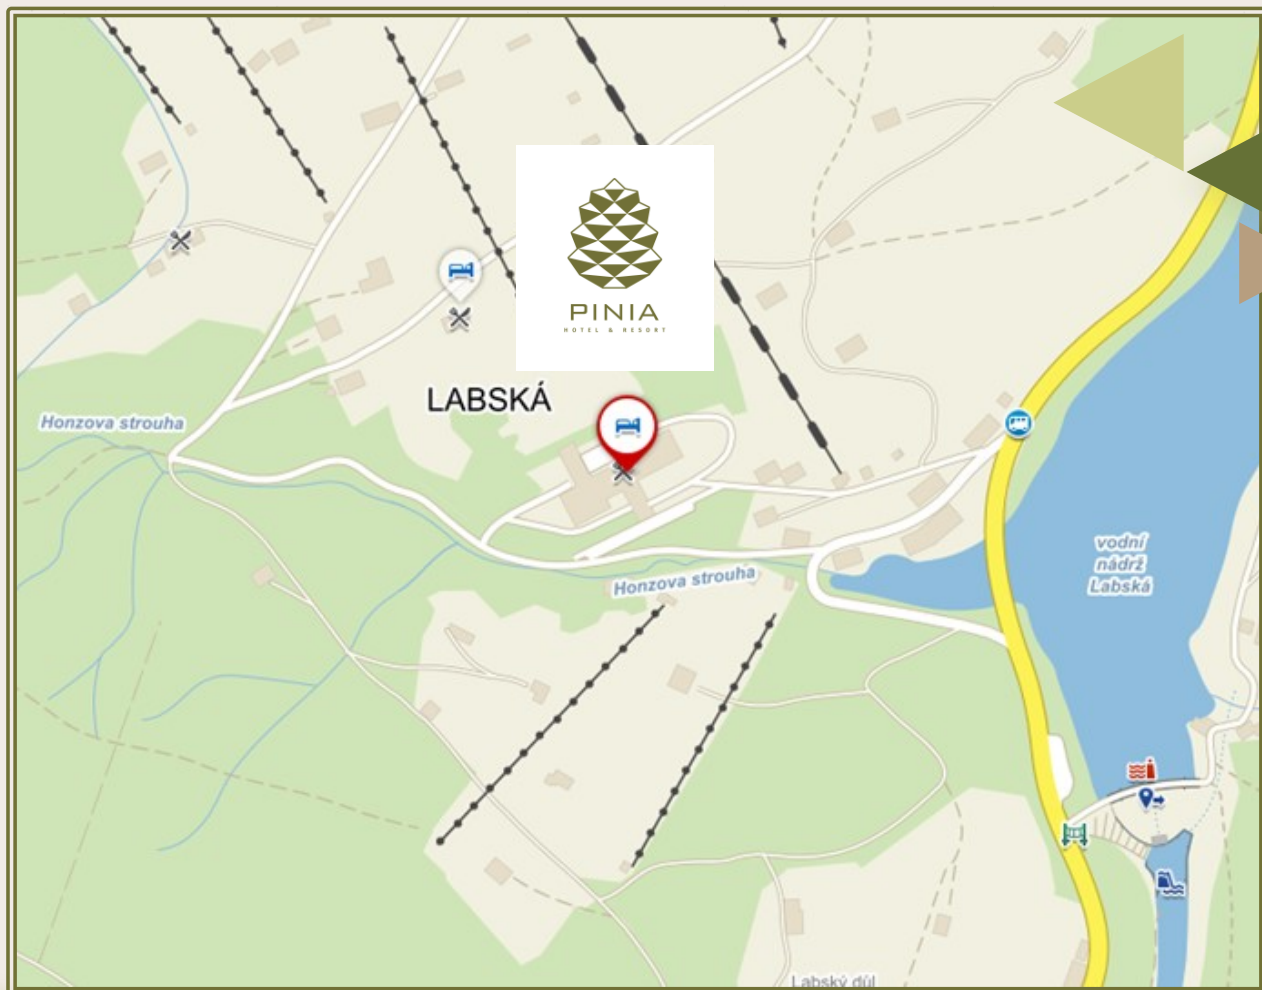 PINIA
HOTEL & RESORT
LABSKÁ
Honzova strouha
vodní
nádrž
Labská
Honzova strouha
Labský důl